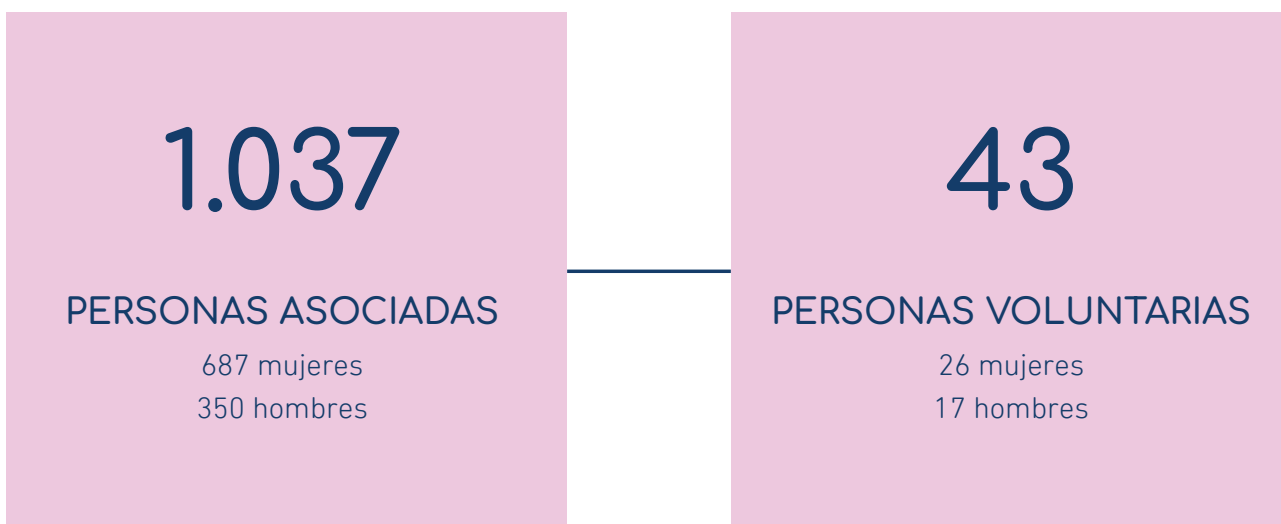 1.037
PERSONAS ASOCIADAS
687 mujeres
350 hombres
43
PERSONAS VOLUNTARIAS
26 mujeres
17 hombres